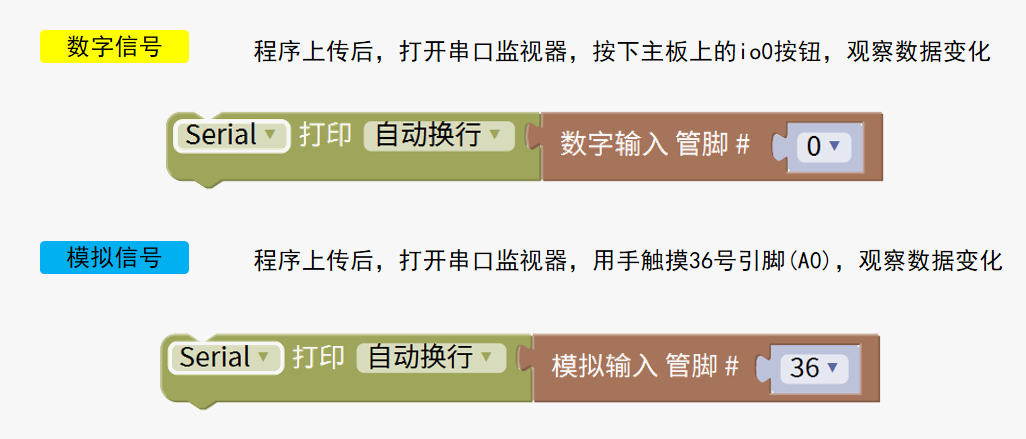 数字信号
程序上传后，打开串口监视器，按下主板上的io0按钮，观察数据变化
Serial 打印 自动换行 数字输入 管脚 # 0
模拟信号
程序上传后，打开串口监视器，用手触摸36号引脚(A0)，观察数据变化
Serial 打印 自动换行 模拟输入 管脚 # 36